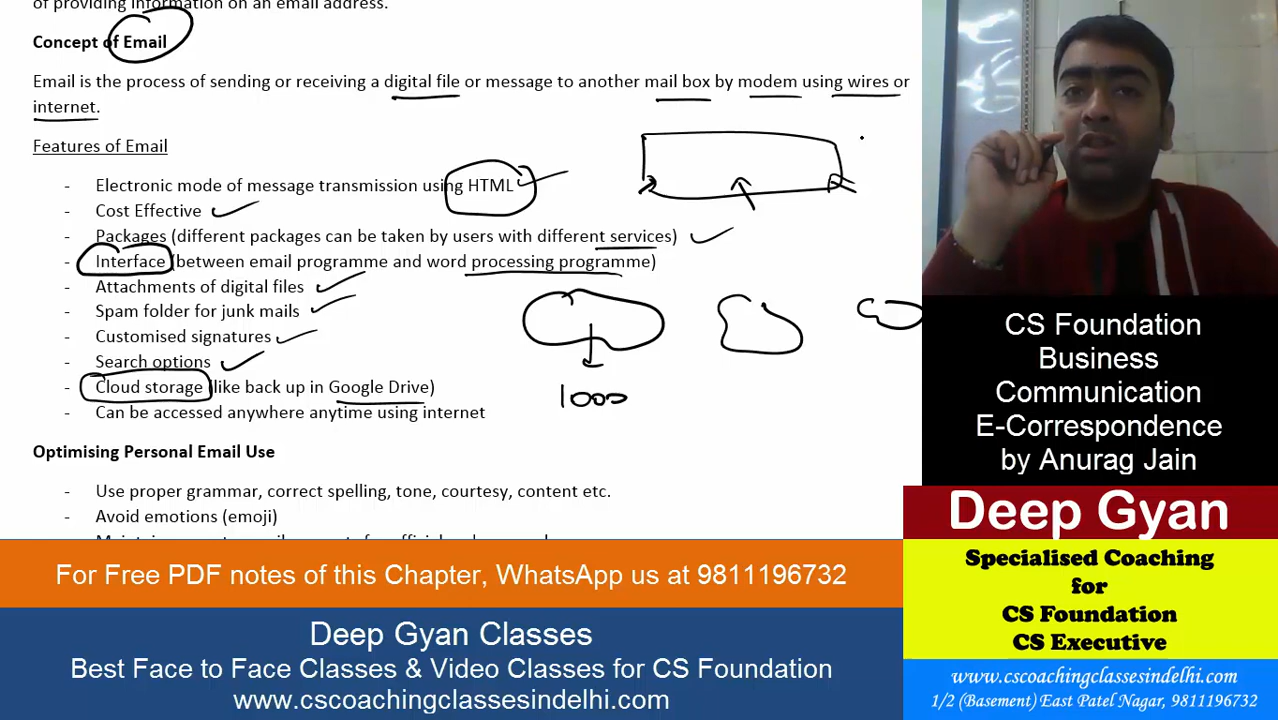 of providing information on an email address.
Concept of Email
Email is the process of sending or receiving a digital file or message to another mail box by modem using wires or
internet.
Features of Email
- Electronic mode of message transmission using HTML
- Cost Effective
- Packages (different packages can be taken by users with different services)
- Interface (between email programme and word processing programme)
- Attachments of digital files
- Spam folder for junk mails
- Customised signatures
- Search options
- Cloud storage (like back up in Google Drive)
- Can be accessed anywhere anytime using internet
1000
Optimising Personal Email Use
- Use proper grammar, correct spelling, tone, courtesy, content etc.
- Avoid emotions (emoji)
CS Foundation
Business
Communication
E-Correspondence
by Anurag Jain
Deep Gyan
Specialised Coaching
for
CS Foundation
CS Executive
www.cscoachingclassesindelhi.com
1/2 (Basement) East Patel Nagar, 9811196732
For Free PDF notes of this Chapter, WhatsApp us at 9811196732
Deep Gyan Classes
Best Face to Face Classes & Video Classes for CS Foundation
www.cscoachingclassesindelhi.com